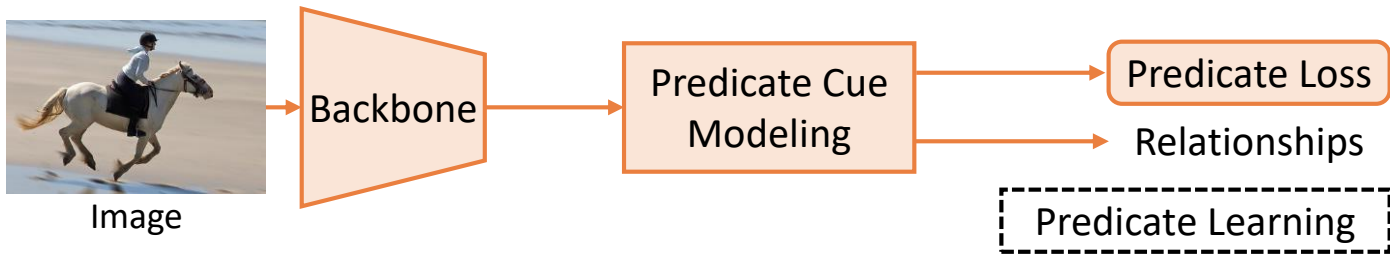 Image
Backbone
Predicate Cue
Modeling
Predicate Loss
Relationships
Predicate Learning